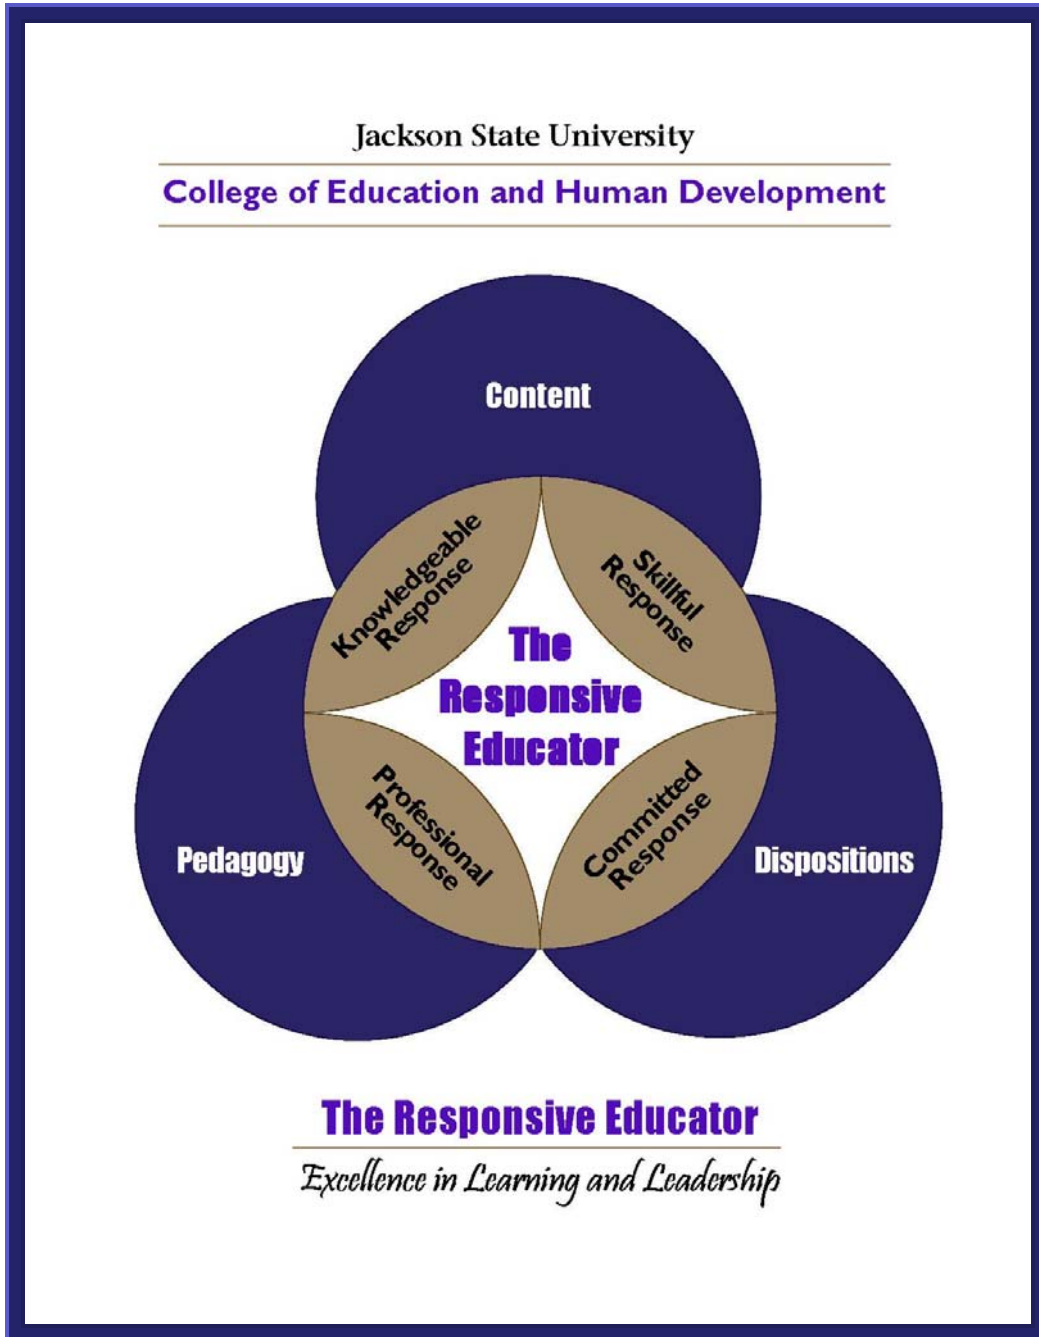 Jackson State University
College of Education and Human Development
Content
Knowledgeable
Response
Skillful
Response
The
Responsive
Educator
Professional
Response
Committed
Response
Pedagogy
Dispositions
The Responsive Educator
Excellence in Learning and Leadership